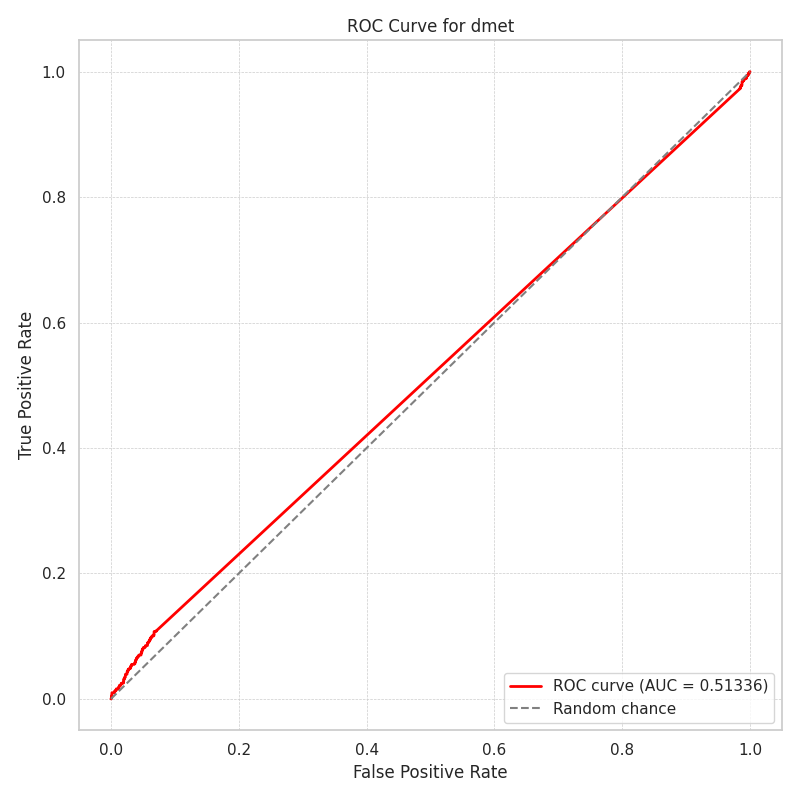 ROC Curve for dmet
True Positive Rate
1.0
0.8
0.6
0.4
0.2
0.0
0.0 0.2 0.4 0.6 0.8 1.0
False Positive Rate
ROC curve (AUC = 0.51336)
Random chance